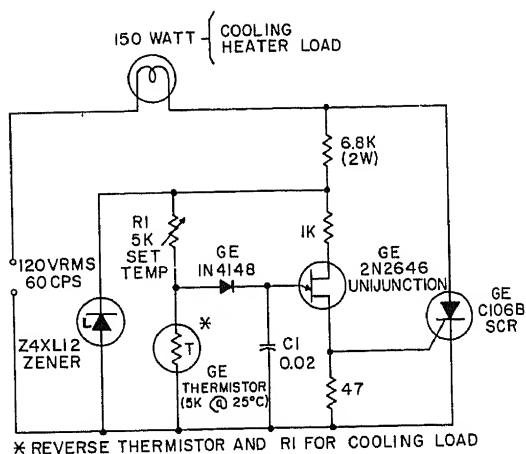 150 WATT
COOLING
HEATER LOAD
6.8K
(2W)
R1
5K
SET
TEMP
1K
GE
1N4148
GE
2N2646
UNIJUNCTION
120VRMS
60 CPS
GE
C106B
SCR
Z4XL12
ZENER
*
T
C1
0.02
GE
THERMISTOR
(5K @ 25°C)
47
* REVERSE THERMISTOR AND R1 FOR COOLING LOAD